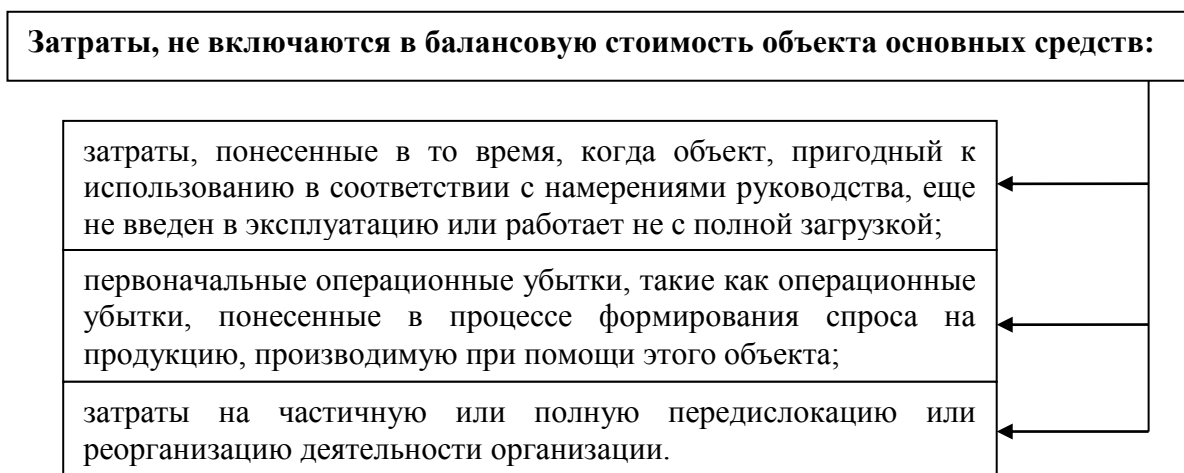 Затраты, не включаются в балансовую стоимость объекта основных средств:
затраты, понесенные в то время, когда объект, пригодный к
использованию в соответствии с намерениями руководства, еще
не введен в эксплуатацию или работает не с полной загрузкой;
первоначальные операционные убытки, такие как операционные
убытки, понесенные в процессе формирования спроса на
продукцию, производимую при помощи этого объекта;
затраты на частичную или полную передислокацию или
реорганизацию деятельности организации.